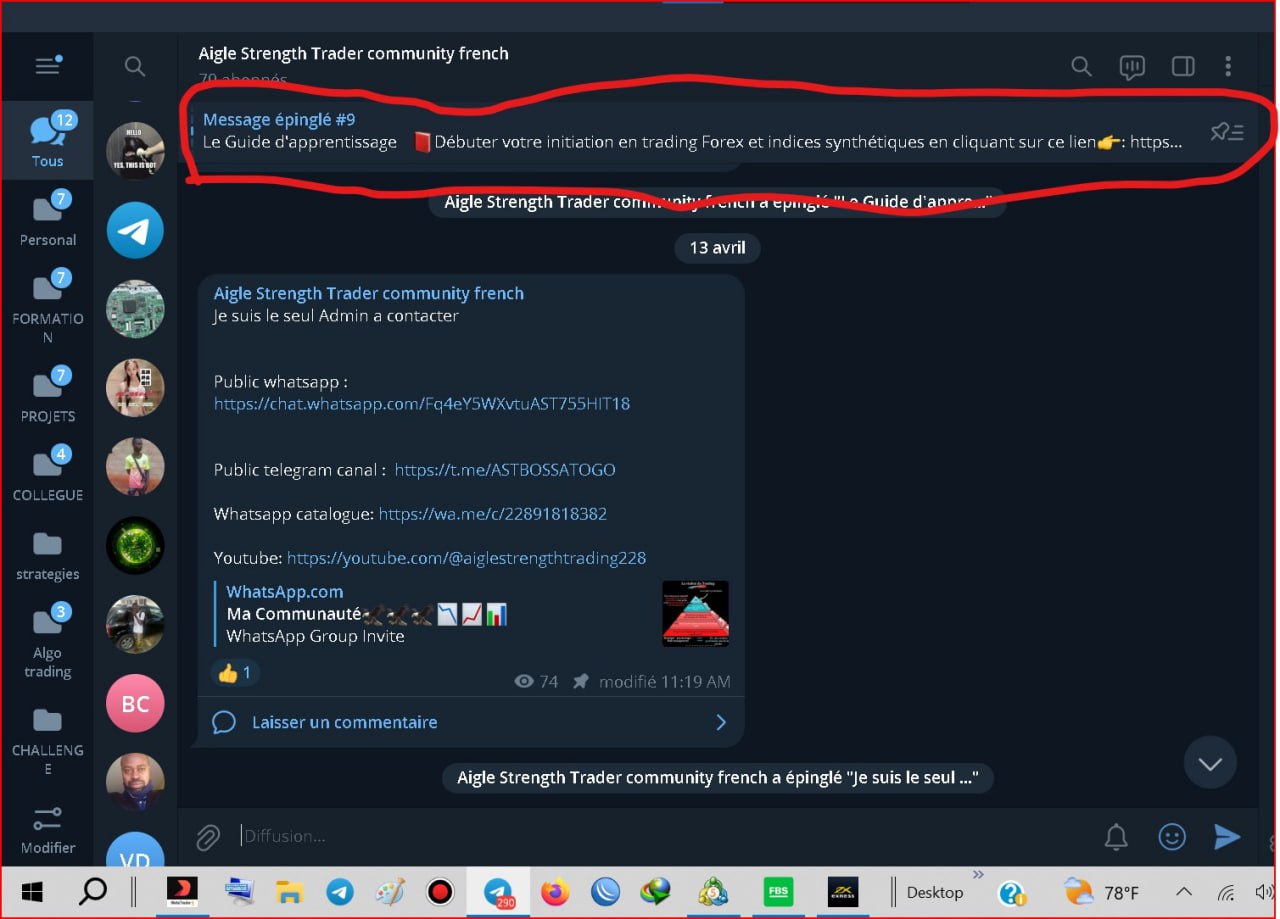 Aigle Strength Trader community french
79 abonnés
12
Tous
7
Personal
7
FORMATIO
N
7
PROJETS
4
COLLEGUE
strategies
3
Algo
trading
CHALLENG
E
Modifier
HELLO
YES, THIS IS BOT
BC
VD
Message épinglé #9
Le Guide d'apprentissage 📕Débuter votre initiation en trading Forex et indices synthétiques en cliquant sur ce lien👉: https...
Aigle Strength Trader community french a épinglé "Le Guide d'appre..."
13 avril
Aigle Strength Trader community french
Je suis le seul Admin a contacter
Public whatsapp :
https://chat.whatsapp.com/Fq4eY5WXvtuAST755HIT18
Public telegram canal : https://t.me/ASTBOSSATOGO
Whatsapp catalogue: https://wa.me/c/22891818382
Youtube: https://youtube.com/@aiglestrengthtrading228
WhatsApp.com
Ma Communauté🦅🦅🦅📉📈📊
WhatsApp Group Invite
👍 1
74 modifié 11:19 AM
Laisser un commentaire
Aigle Strength Trader community french a épinglé "Je suis le seul ..."
Diffusion...
290
5
FBS
exness
Desktop
78°F